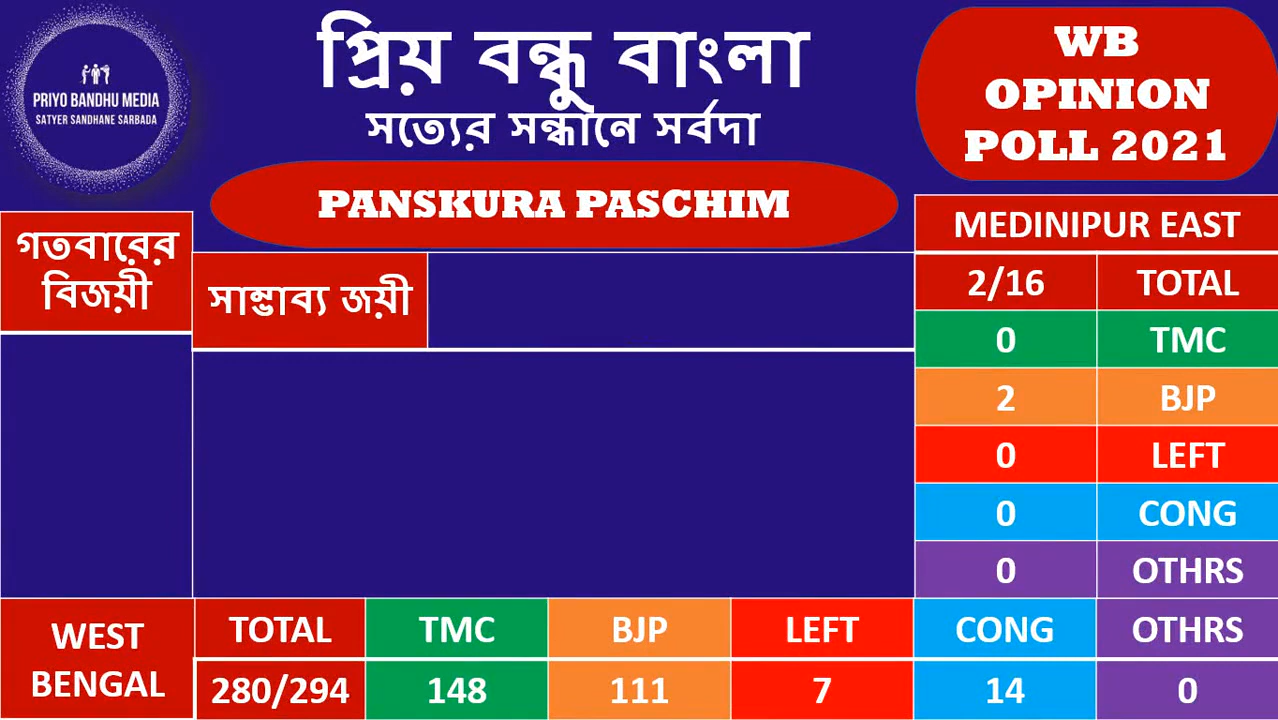 PRIYO BANDHU MEDIA
SATYER SANDHANE SARBADA
প্রিয় বন্ধু বাংলা
সত্যের সন্ধানে সর্বদা
WB
OPINION
POLL 2021
PANSKURA PASCHIM
গতবারের
বিজয়ী
সাম্ভাব্য জয়ী
MEDINIPUR EAST
2/16 TOTAL
0 TMC
2 BJP
0 LEFT
0 CONG
0 OTHRS
WEST
BENGAL
TOTAL TMC BJP LEFT CONG OTHRS
280/294 148 111 7 14 0